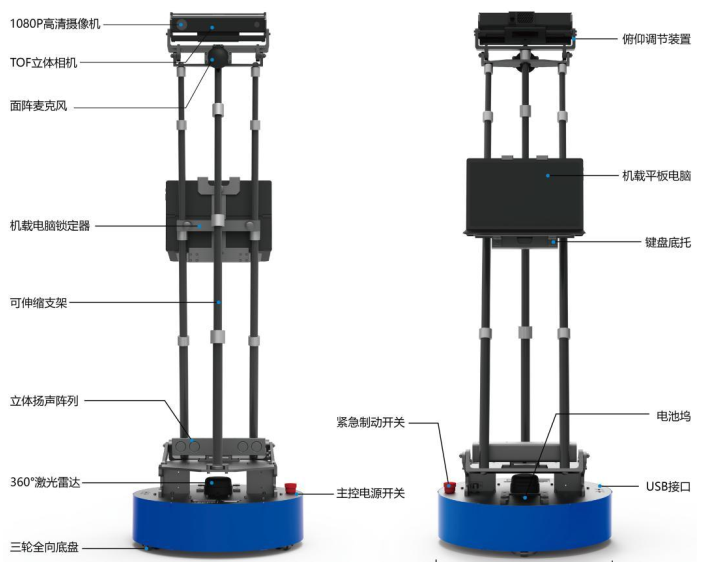 1080P高清摄像机
TOF立体相机
面阵麦克风
机载电脑锁定器
可伸缩支架
立体扬声阵列
360°激光雷达
三轮全向底盘
主控电源开关
俯仰调节装置
机载平板电脑
键盘底托
紧急制动开关
电池坞
USB接口